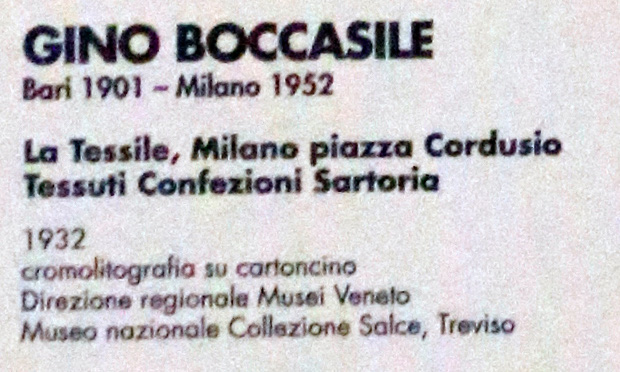 GINO BOCCASILE
Bari 1901 – Milano 1952
La Tessile, Milano piazza Cordusio
Tessuti Confezioni Sartoria
1932
cromolitografia su cartoncino
Direzione regionale Musei Veneto
Museo nazionale Collezione Salce, Treviso